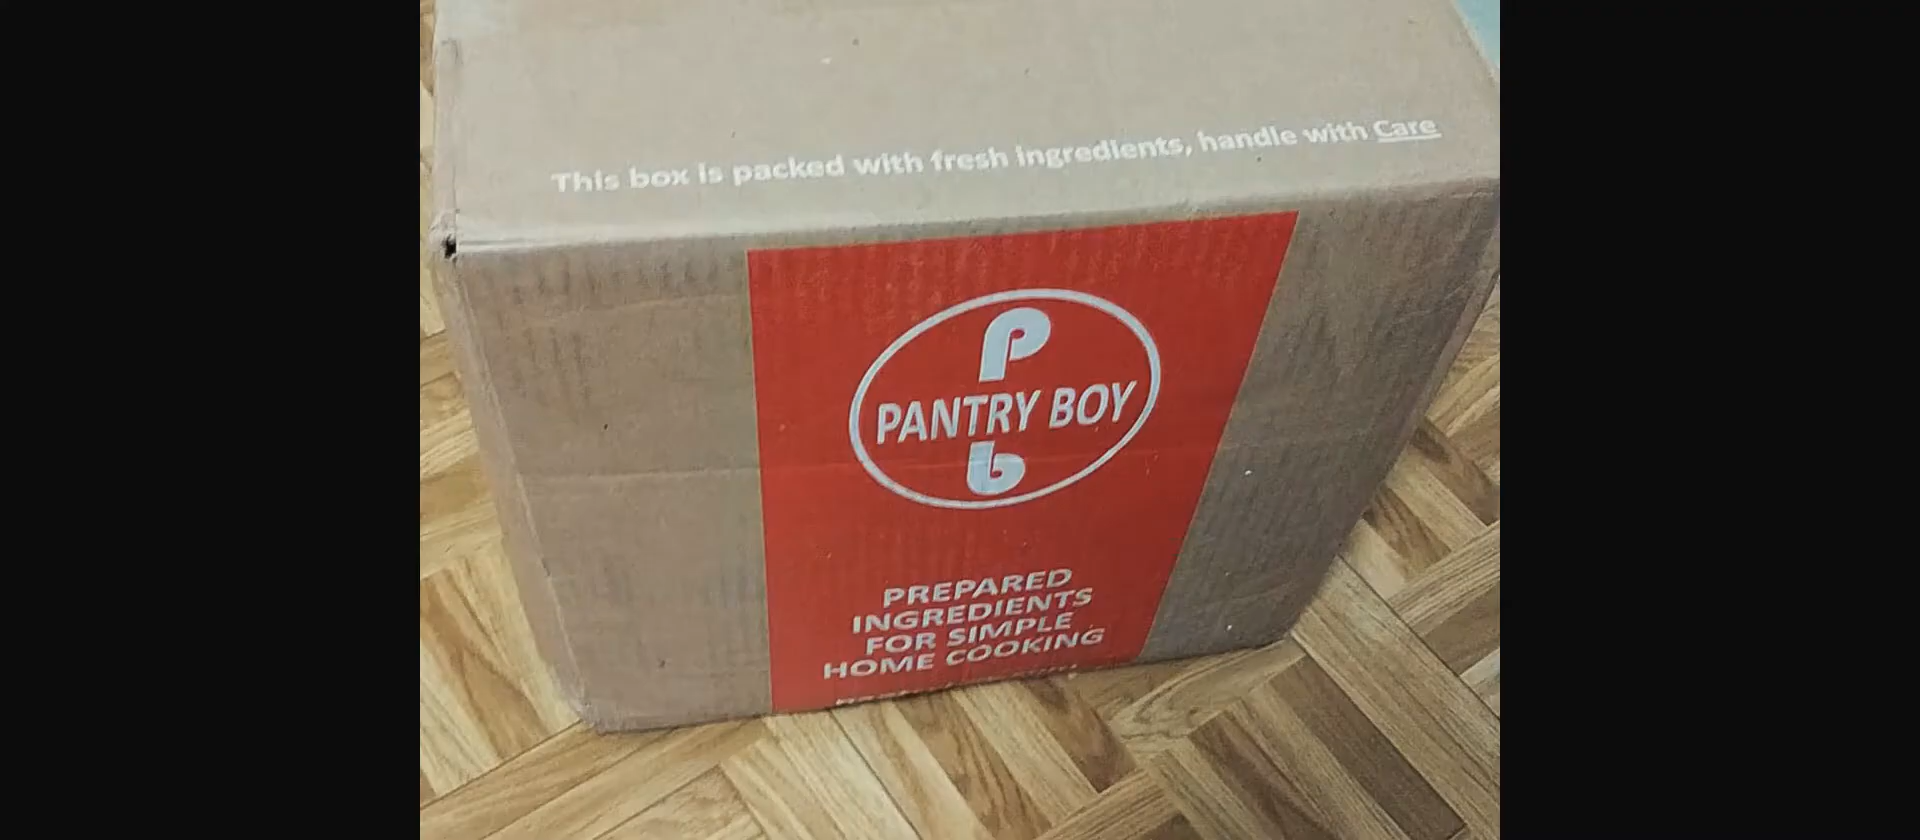 This box is packed with fresh ingredients, handle with Care
p
PANTRY BOY
b
PREPARED
INGREDIENTS
FOR SIMPLE
HOME COOKING